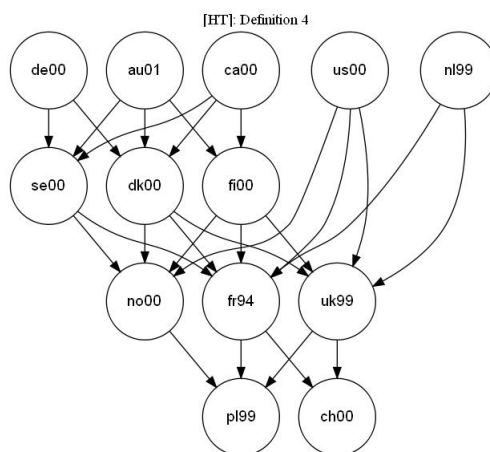 [HT]: Definition 4
de00 au01 ca00 us00 nl99
se00 dk00 fi00
no00 fr94 uk99
pl99 ch00